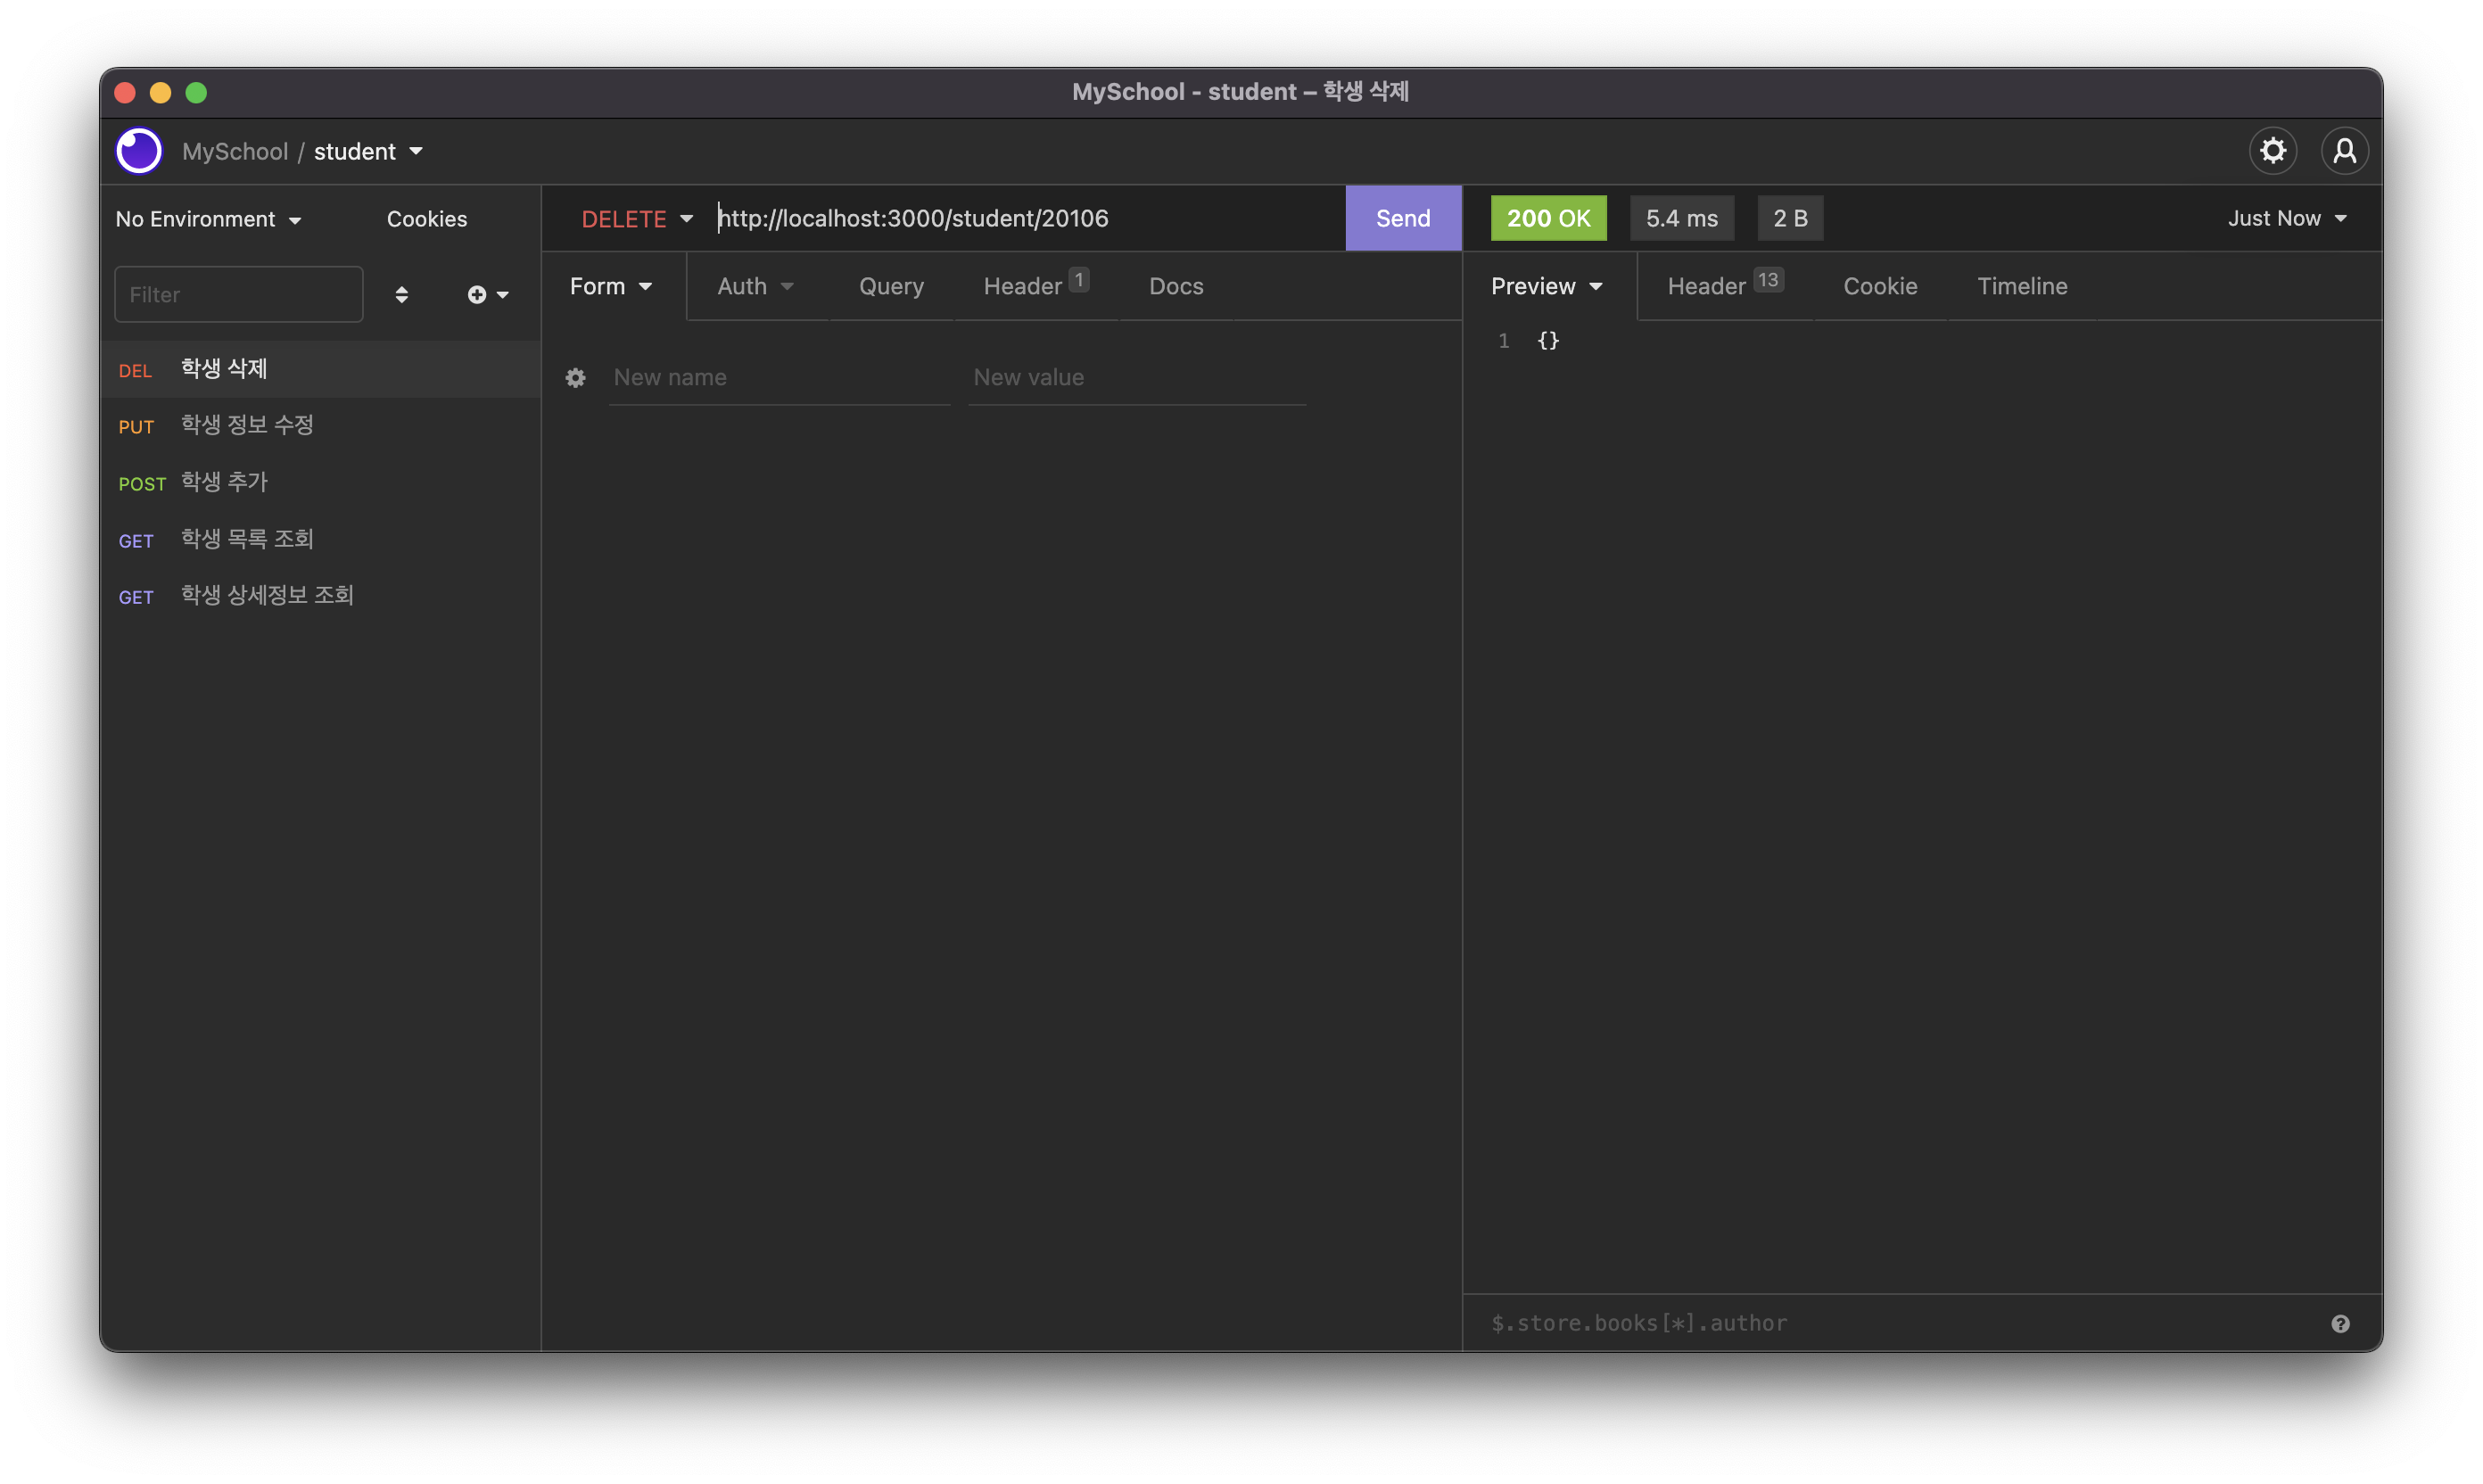 MySchool - student – 학생 삭제
MySchool / student
No Environment
Cookies
Filter
DEL 학생 삭제
PUT 학생 정보 수정
POST 학생 추가
GET 학생 목록 조회
GET 학생 상세정보 조회
DELETE http://localhost:3000/student/20106 Send
Form Auth Query Header 1 Docs
New name New value
200 OK 5.4 ms 2 B Just Now
Preview Header 13 Cookie Timeline
1 {}
$.store.books[*].author